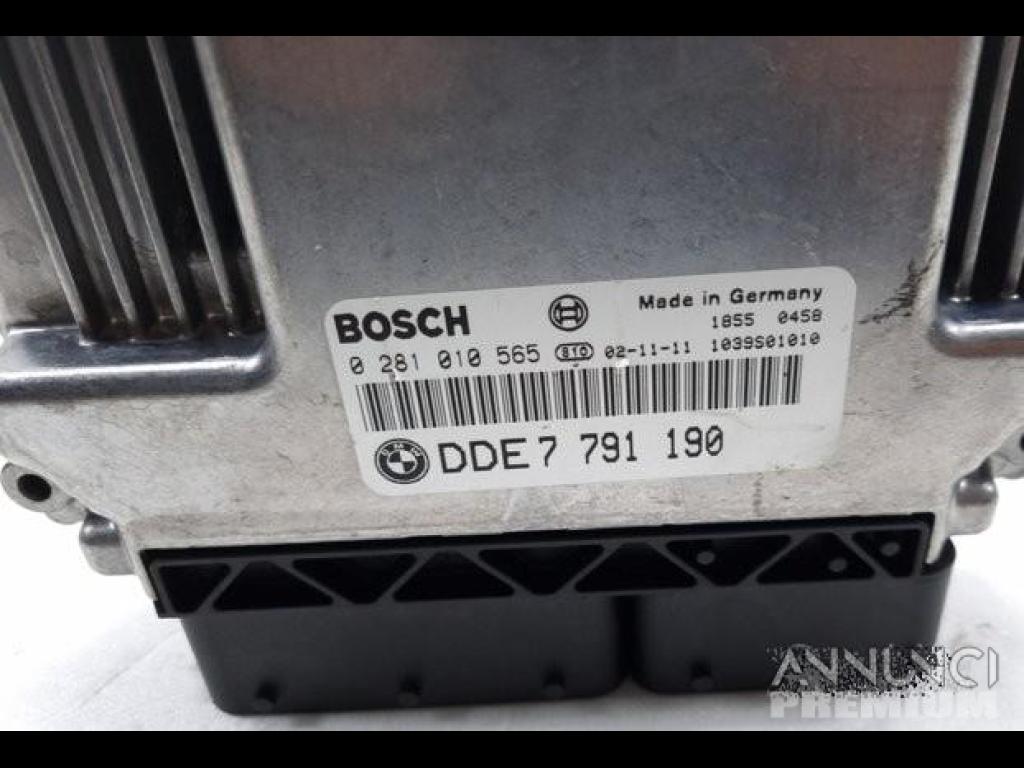 BOSCH Made in Germany
1855 0458
0 281 010 565 S10 02-11-11 1039S01010
DDE 7 791 190
ANNUNCI
PREMIUM